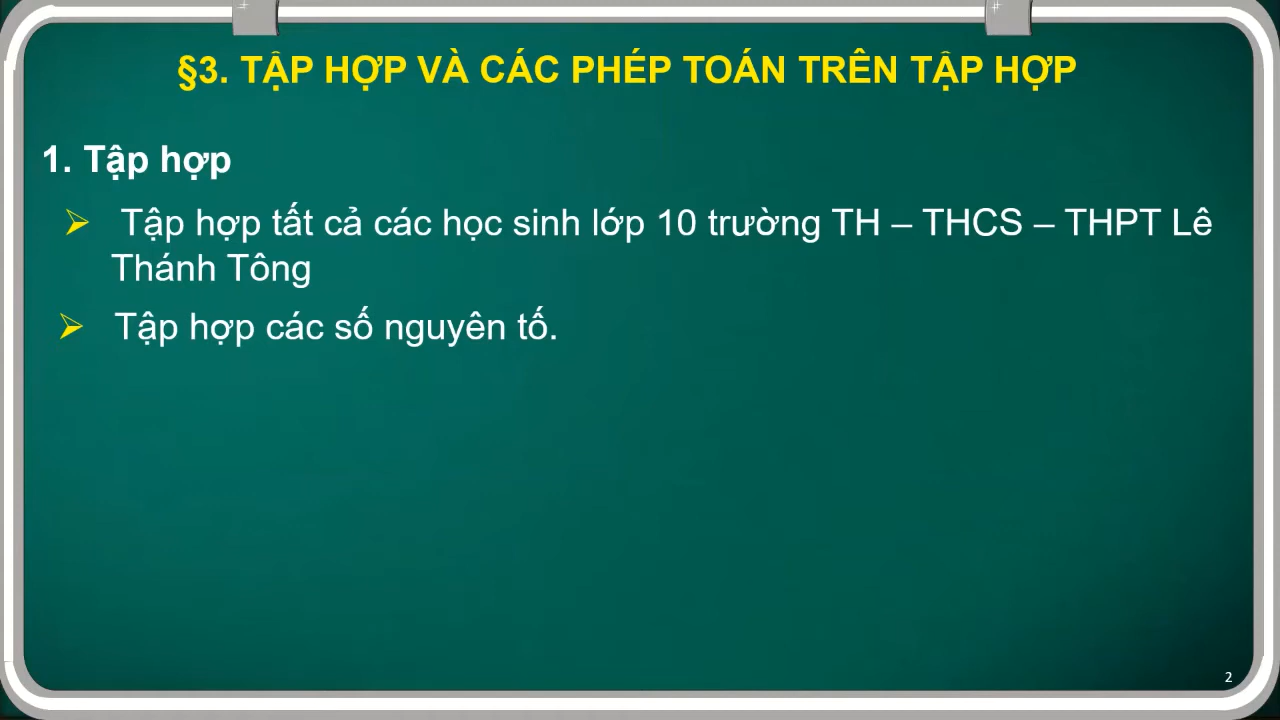 §3. TẬP HỢP VÀ CÁC PHÉP TOÁN TRÊN TẬP HỢP
1. Tập hợp
➢ Tập hợp tất cả các học sinh lớp 10 trường TH – THCS – THPT Lê
Thánh Tông
➢ Tập hợp các số nguyên tố.
2